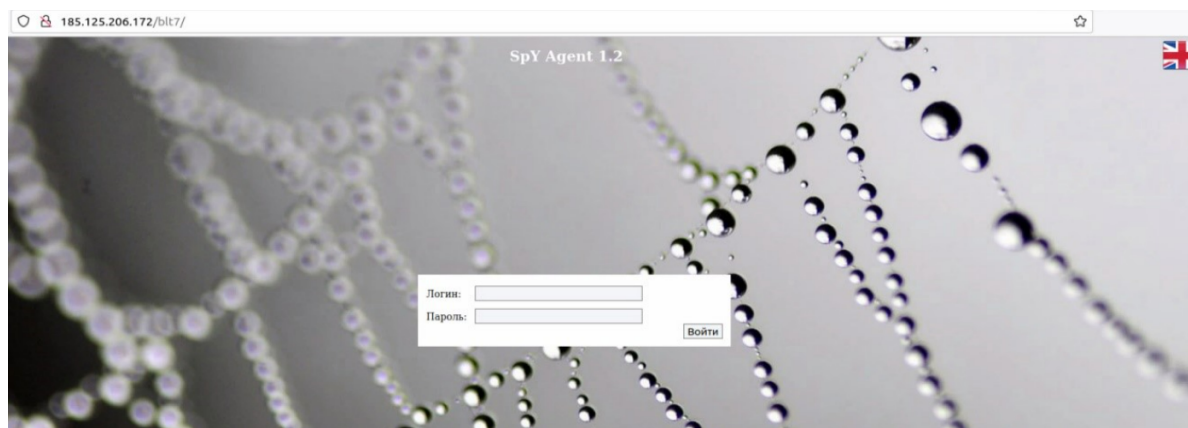 185.125.206.172/blt7/
SpY Agent 1.2
Логин:
Пароль:
Войти